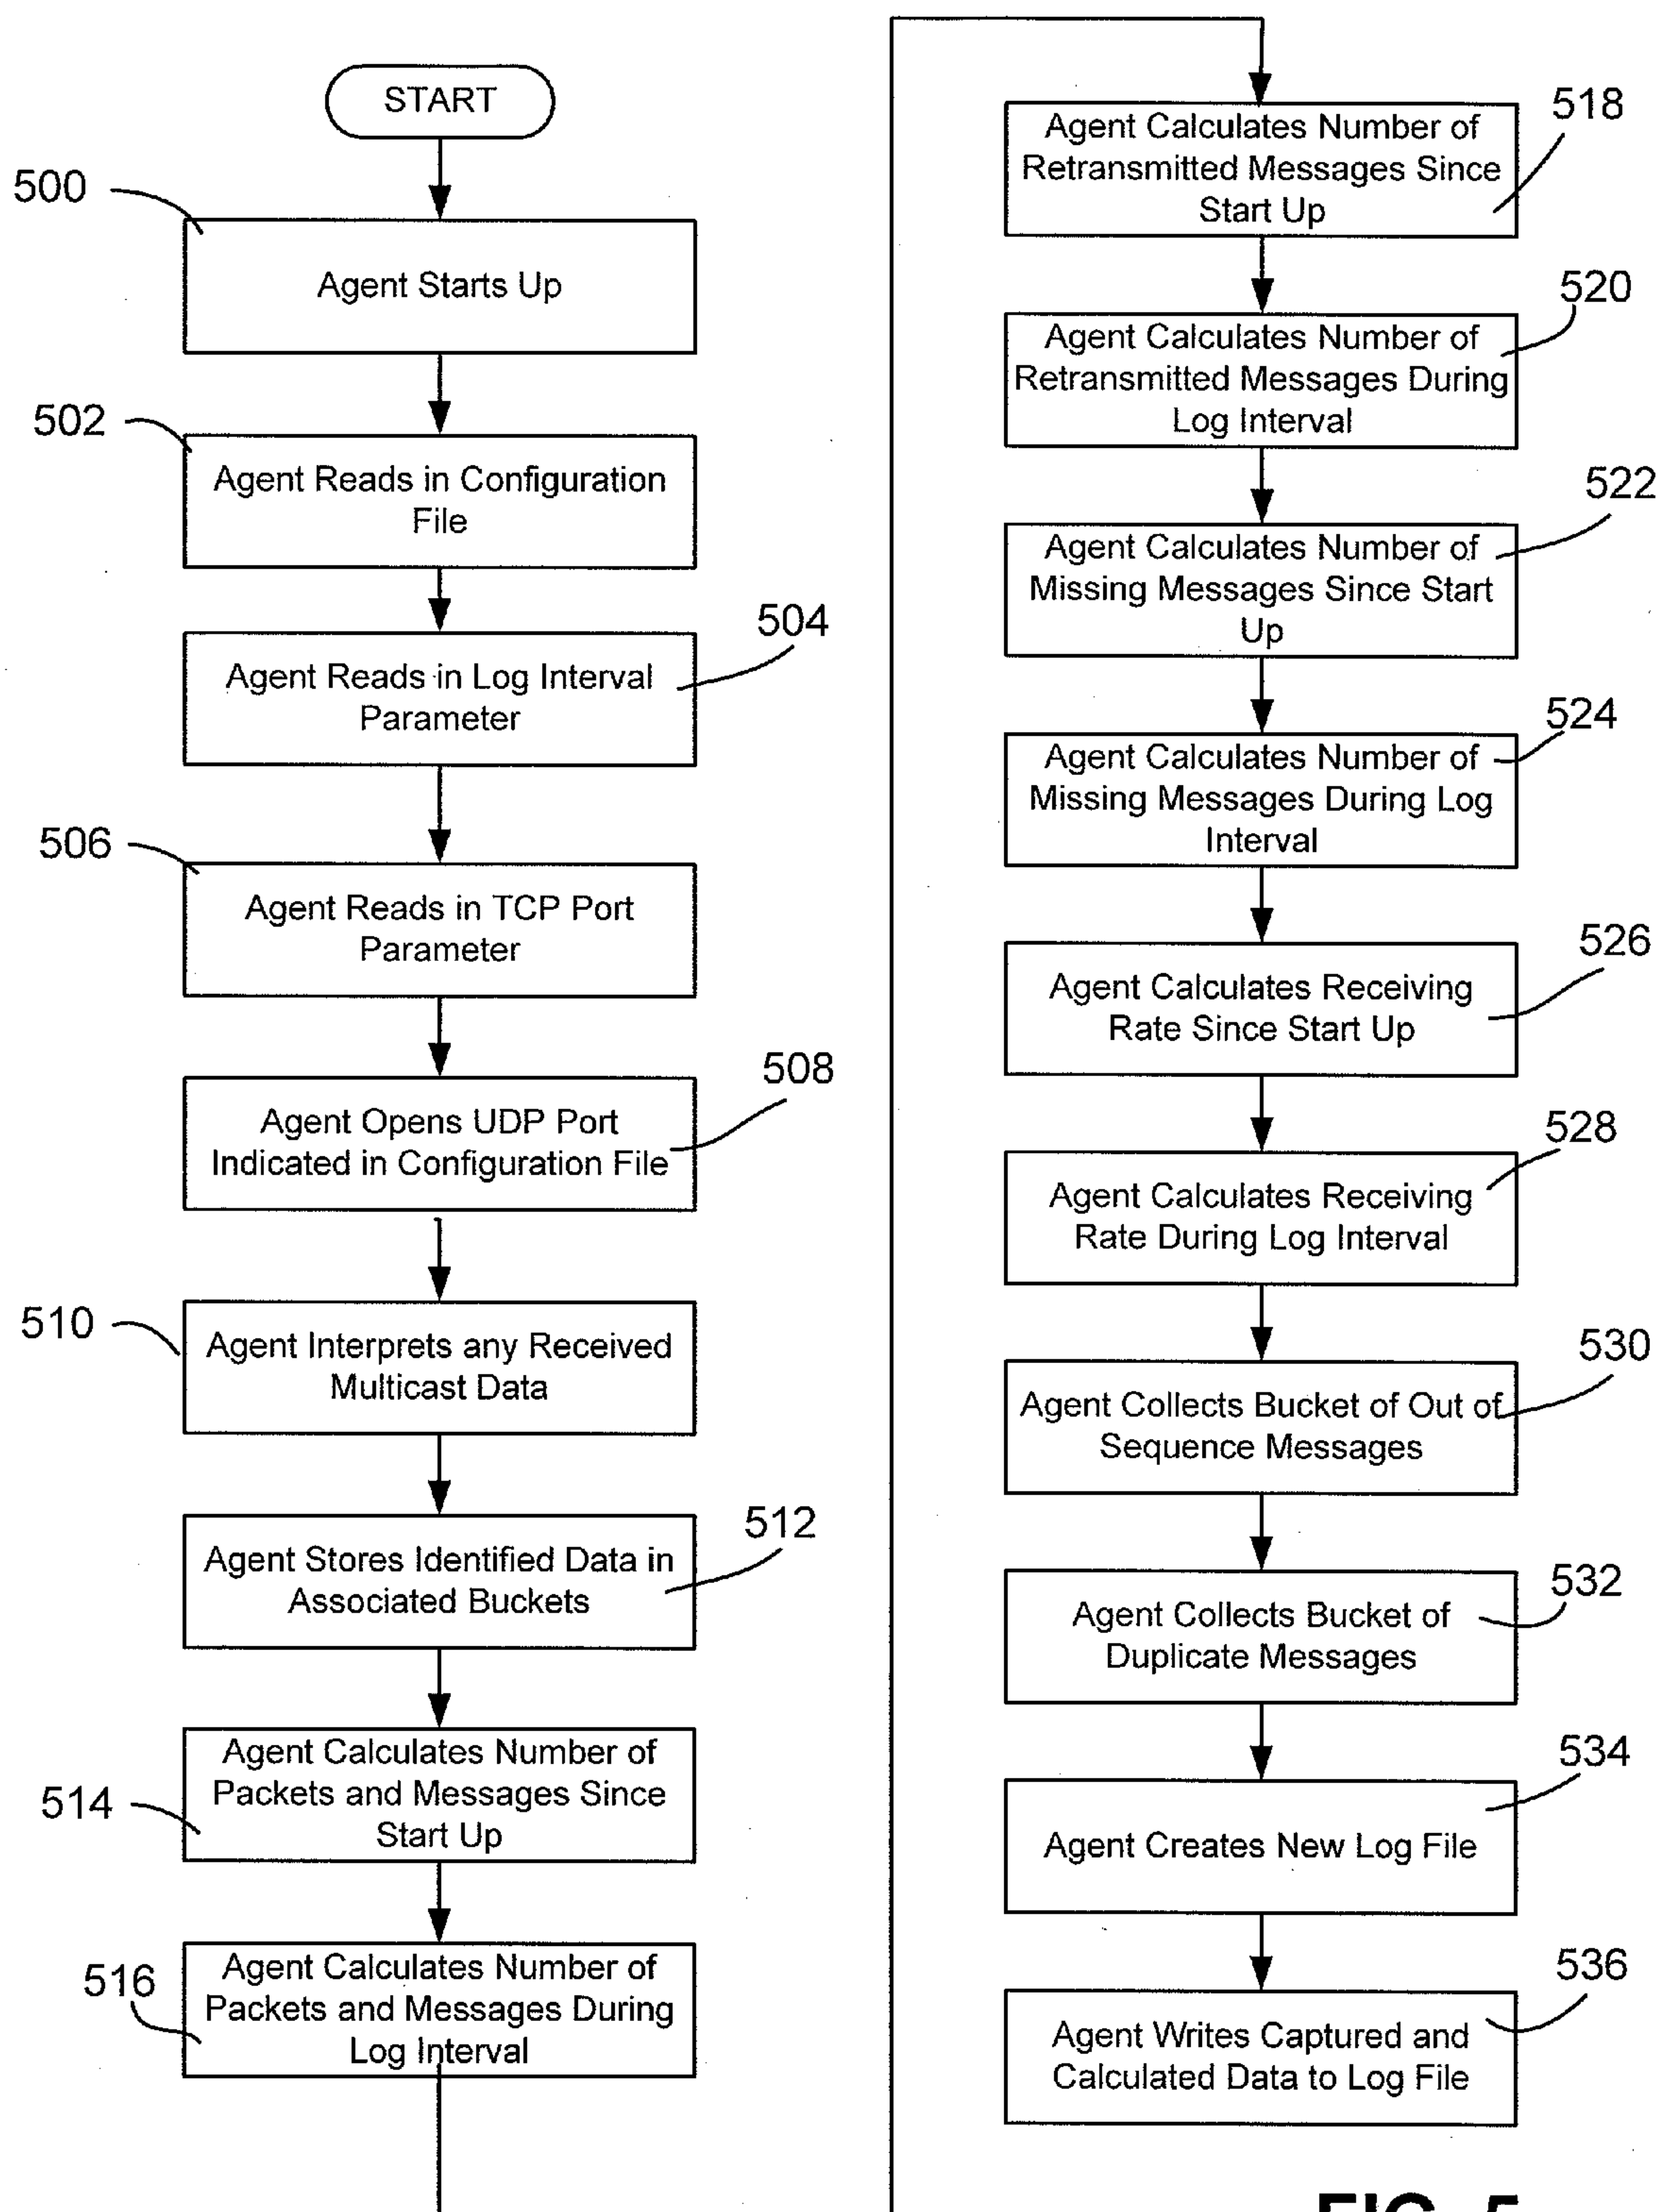 START
500
Agent Starts Up
502
Agent Reads in Configuration
File
504
Agent Reads in Log Interval
Parameter
506
Agent Reads in TCP Port
Parameter
508
Agent Opens UDP Port
Indicated in Configuration File
510
Agent Interprets any Received
Multicast Data
512
Agent Stores Identified Data in
Associated Buckets
514
Agent Calculates Number of
Packets and Messages Since
Start Up
516
Agent Calculates Number of
Packets and Messages During
Log Interval
518
Agent Calculates Number of
Retransmitted Messages Since
Start Up
520
Agent Calculates Number of
Retransmitted Messages During
Log Interval
522
Agent Calculates Number of
Missing Messages Since Start
Up
524
Agent Calculates Number of
Missing Messages During Log
Interval
526
Agent Calculates Receiving
Rate Since Start Up
528
Agent Calculates Receiving
Rate During Log Interval
530
Agent Collects Bucket of Out of
Sequence Messages
532
Agent Collects Bucket of
Duplicate Messages
534
Agent Creates New Log File
536
Agent Writes Captured and
Calculated Data to Log File
FIG. 5